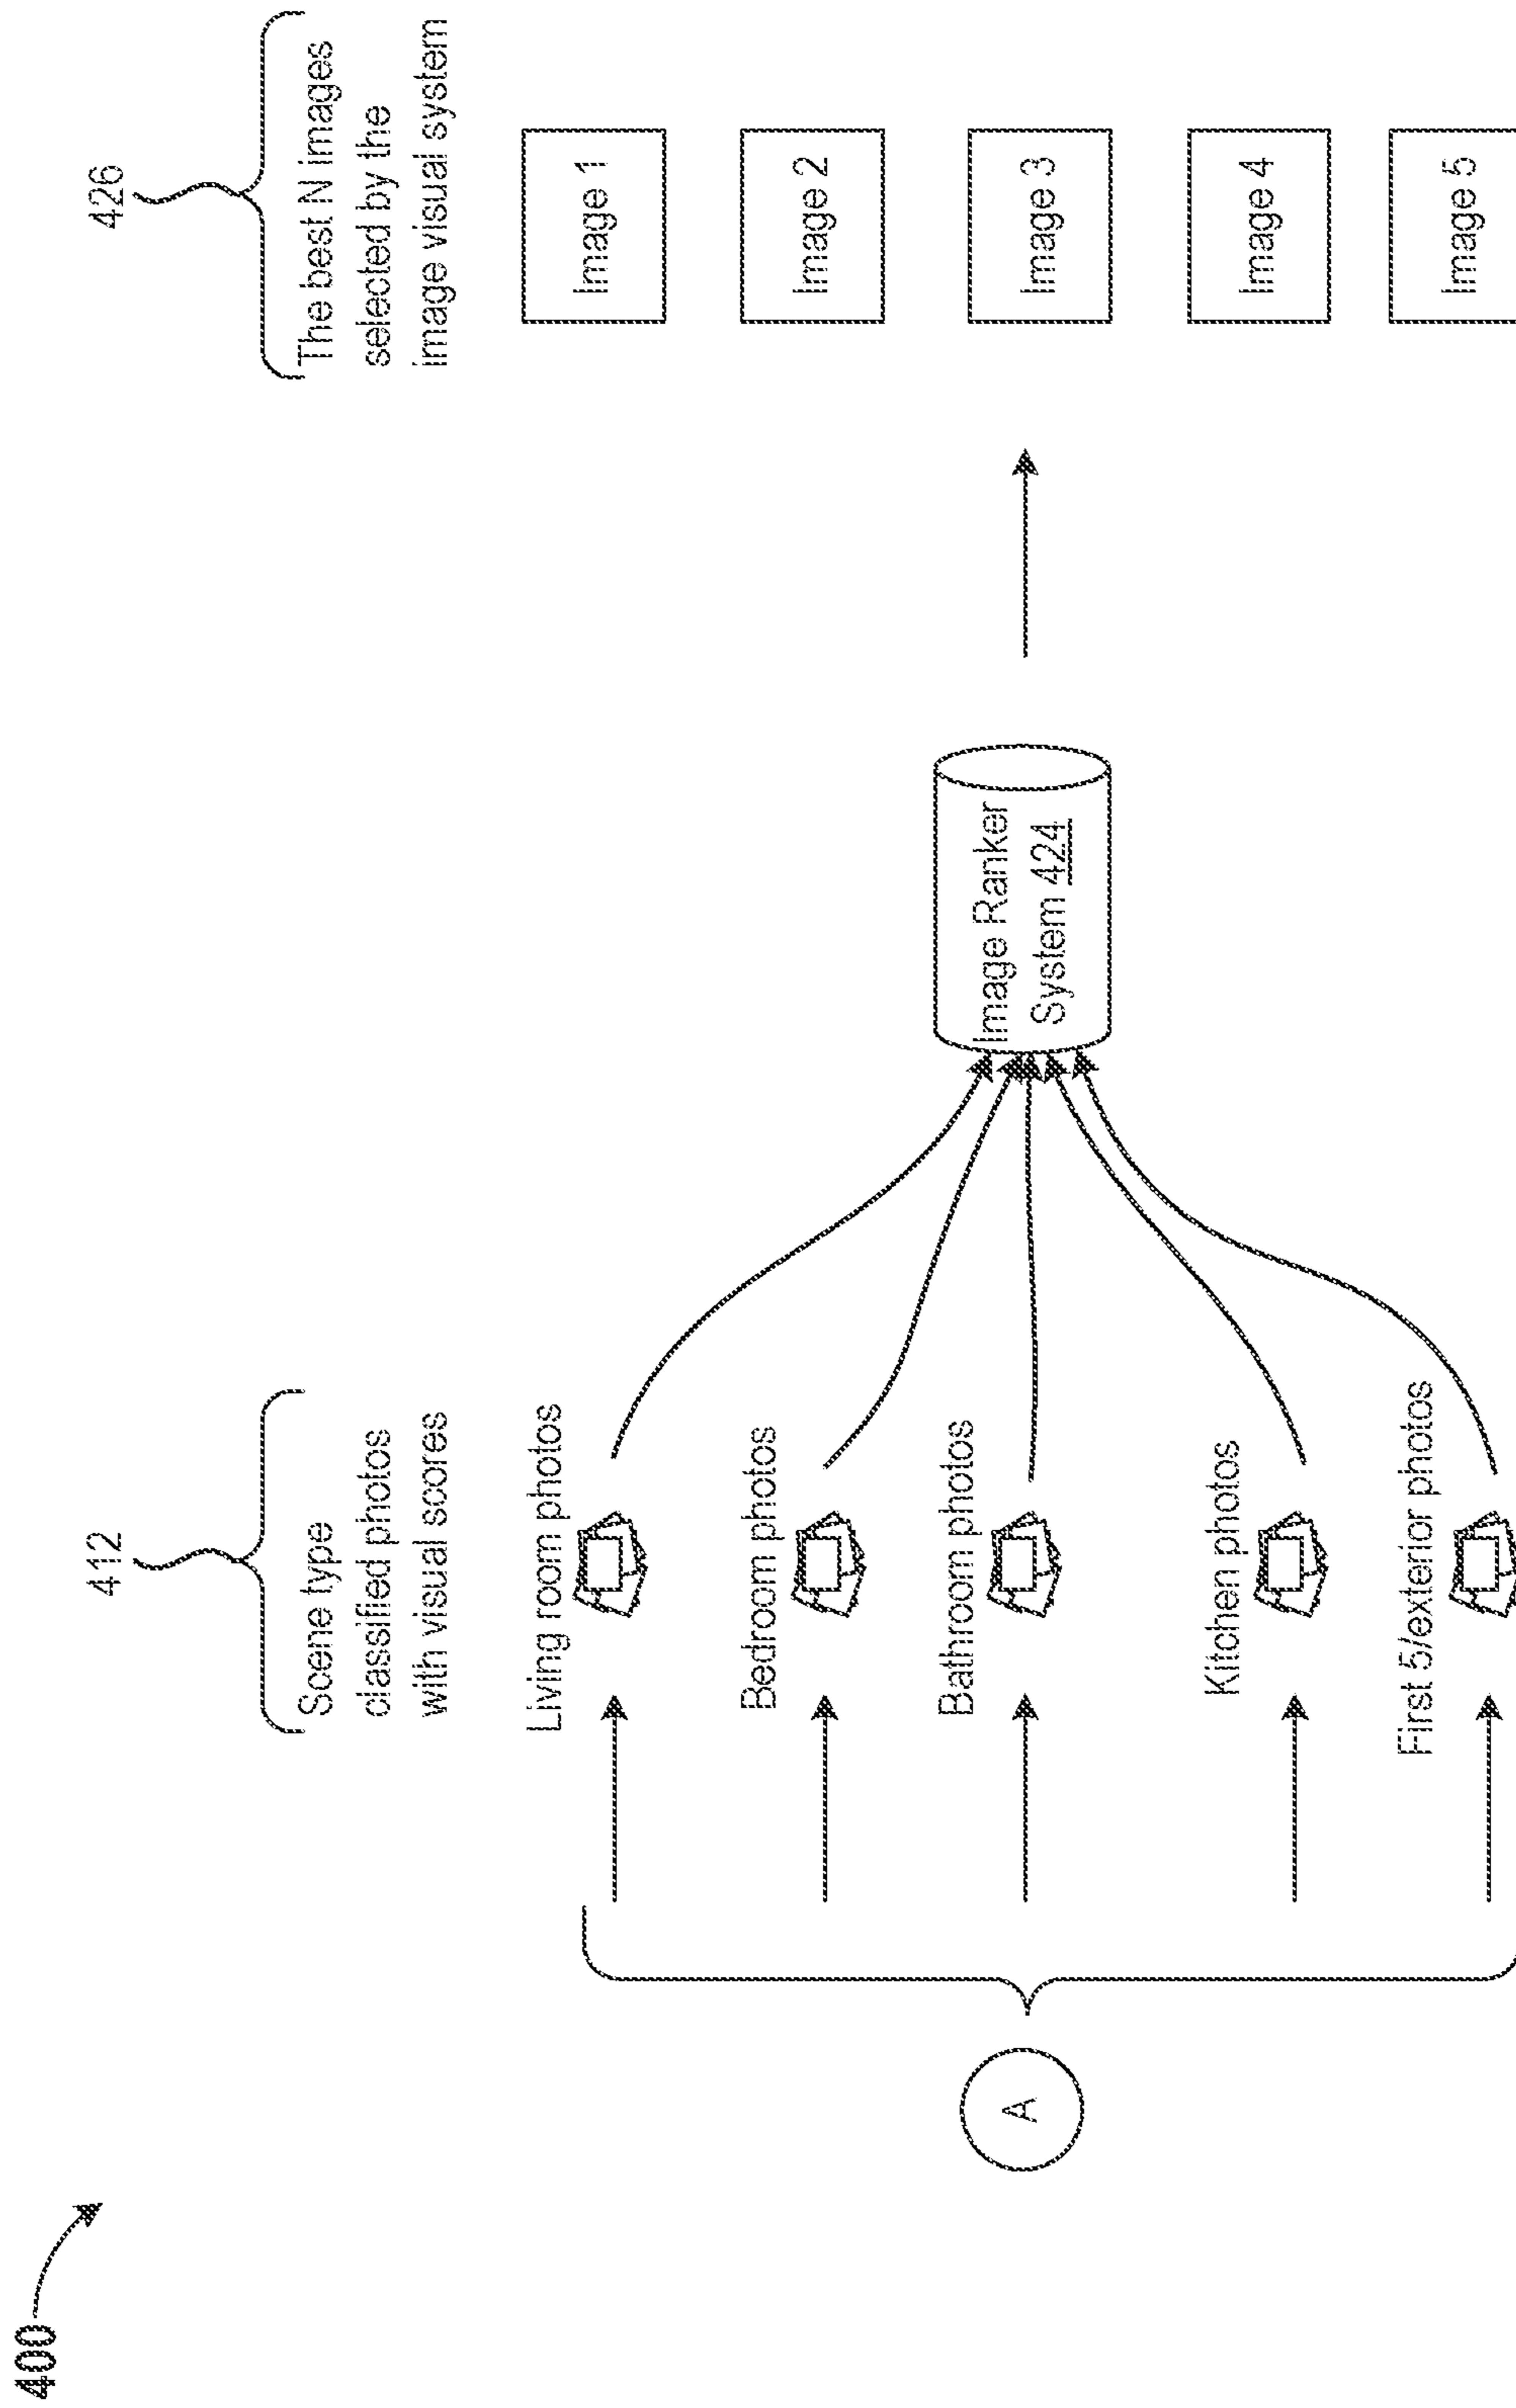 400
412
Scene type
classified photos
with visual scores
426
The best N images
selected by the
image visual system
A
Living room photos
Bedroom photos
Bathroom photos
Kitchen photos
First 5/exterior photos
Image Ranker
System 424
Image 1
Image 2
Image 3
Image 4
Image 5